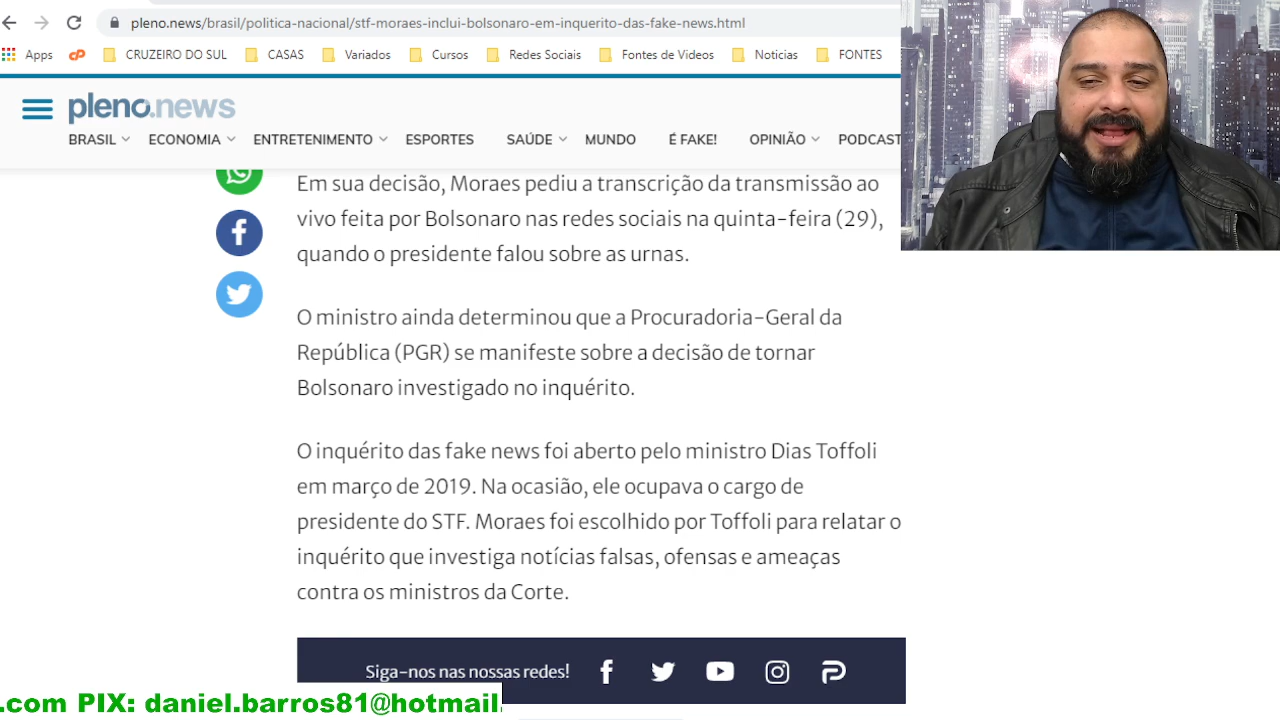 pleno.news/brasil/politica-nacional/stf-moraes-inclui-bolsonaro-em-inquerito-das-fake-news.html
Apps CRUZEIRO DO SUL CASAS Variados Cursos Redes Sociais Fontes de Videos Noticias FONTES
pleno.news
BRASIL ECONOMIA ENTRETENIMENTO ESPORTES SAÚDE MUNDO É FAKE! OPINIÃO PODCAST
Em sua decisão, Moraes pediu a transcrição da transmissão ao
vivo feita por Bolsonaro nas redes sociais na quinta-feira (29),
quando o presidente falou sobre as urnas.
O ministro ainda determinou que a Procuradoria-Geral da
República (PGR) se manifeste sobre a decisão de tornar
Bolsonaro investigado no inquérito.
O inquérito das fake news foi aberto pelo ministro Dias Toffoli
em março de 2019. Na ocasião, ele ocupava o cargo de
presidente do STF. Moraes foi escolhido por Toffoli para relatar o
inquérito que investiga notícias falsas, ofensas e ameaças
contra os ministros da Corte.
Siga-nos nas nossas redes!
.com PIX: daniel.barros81@hotmail.